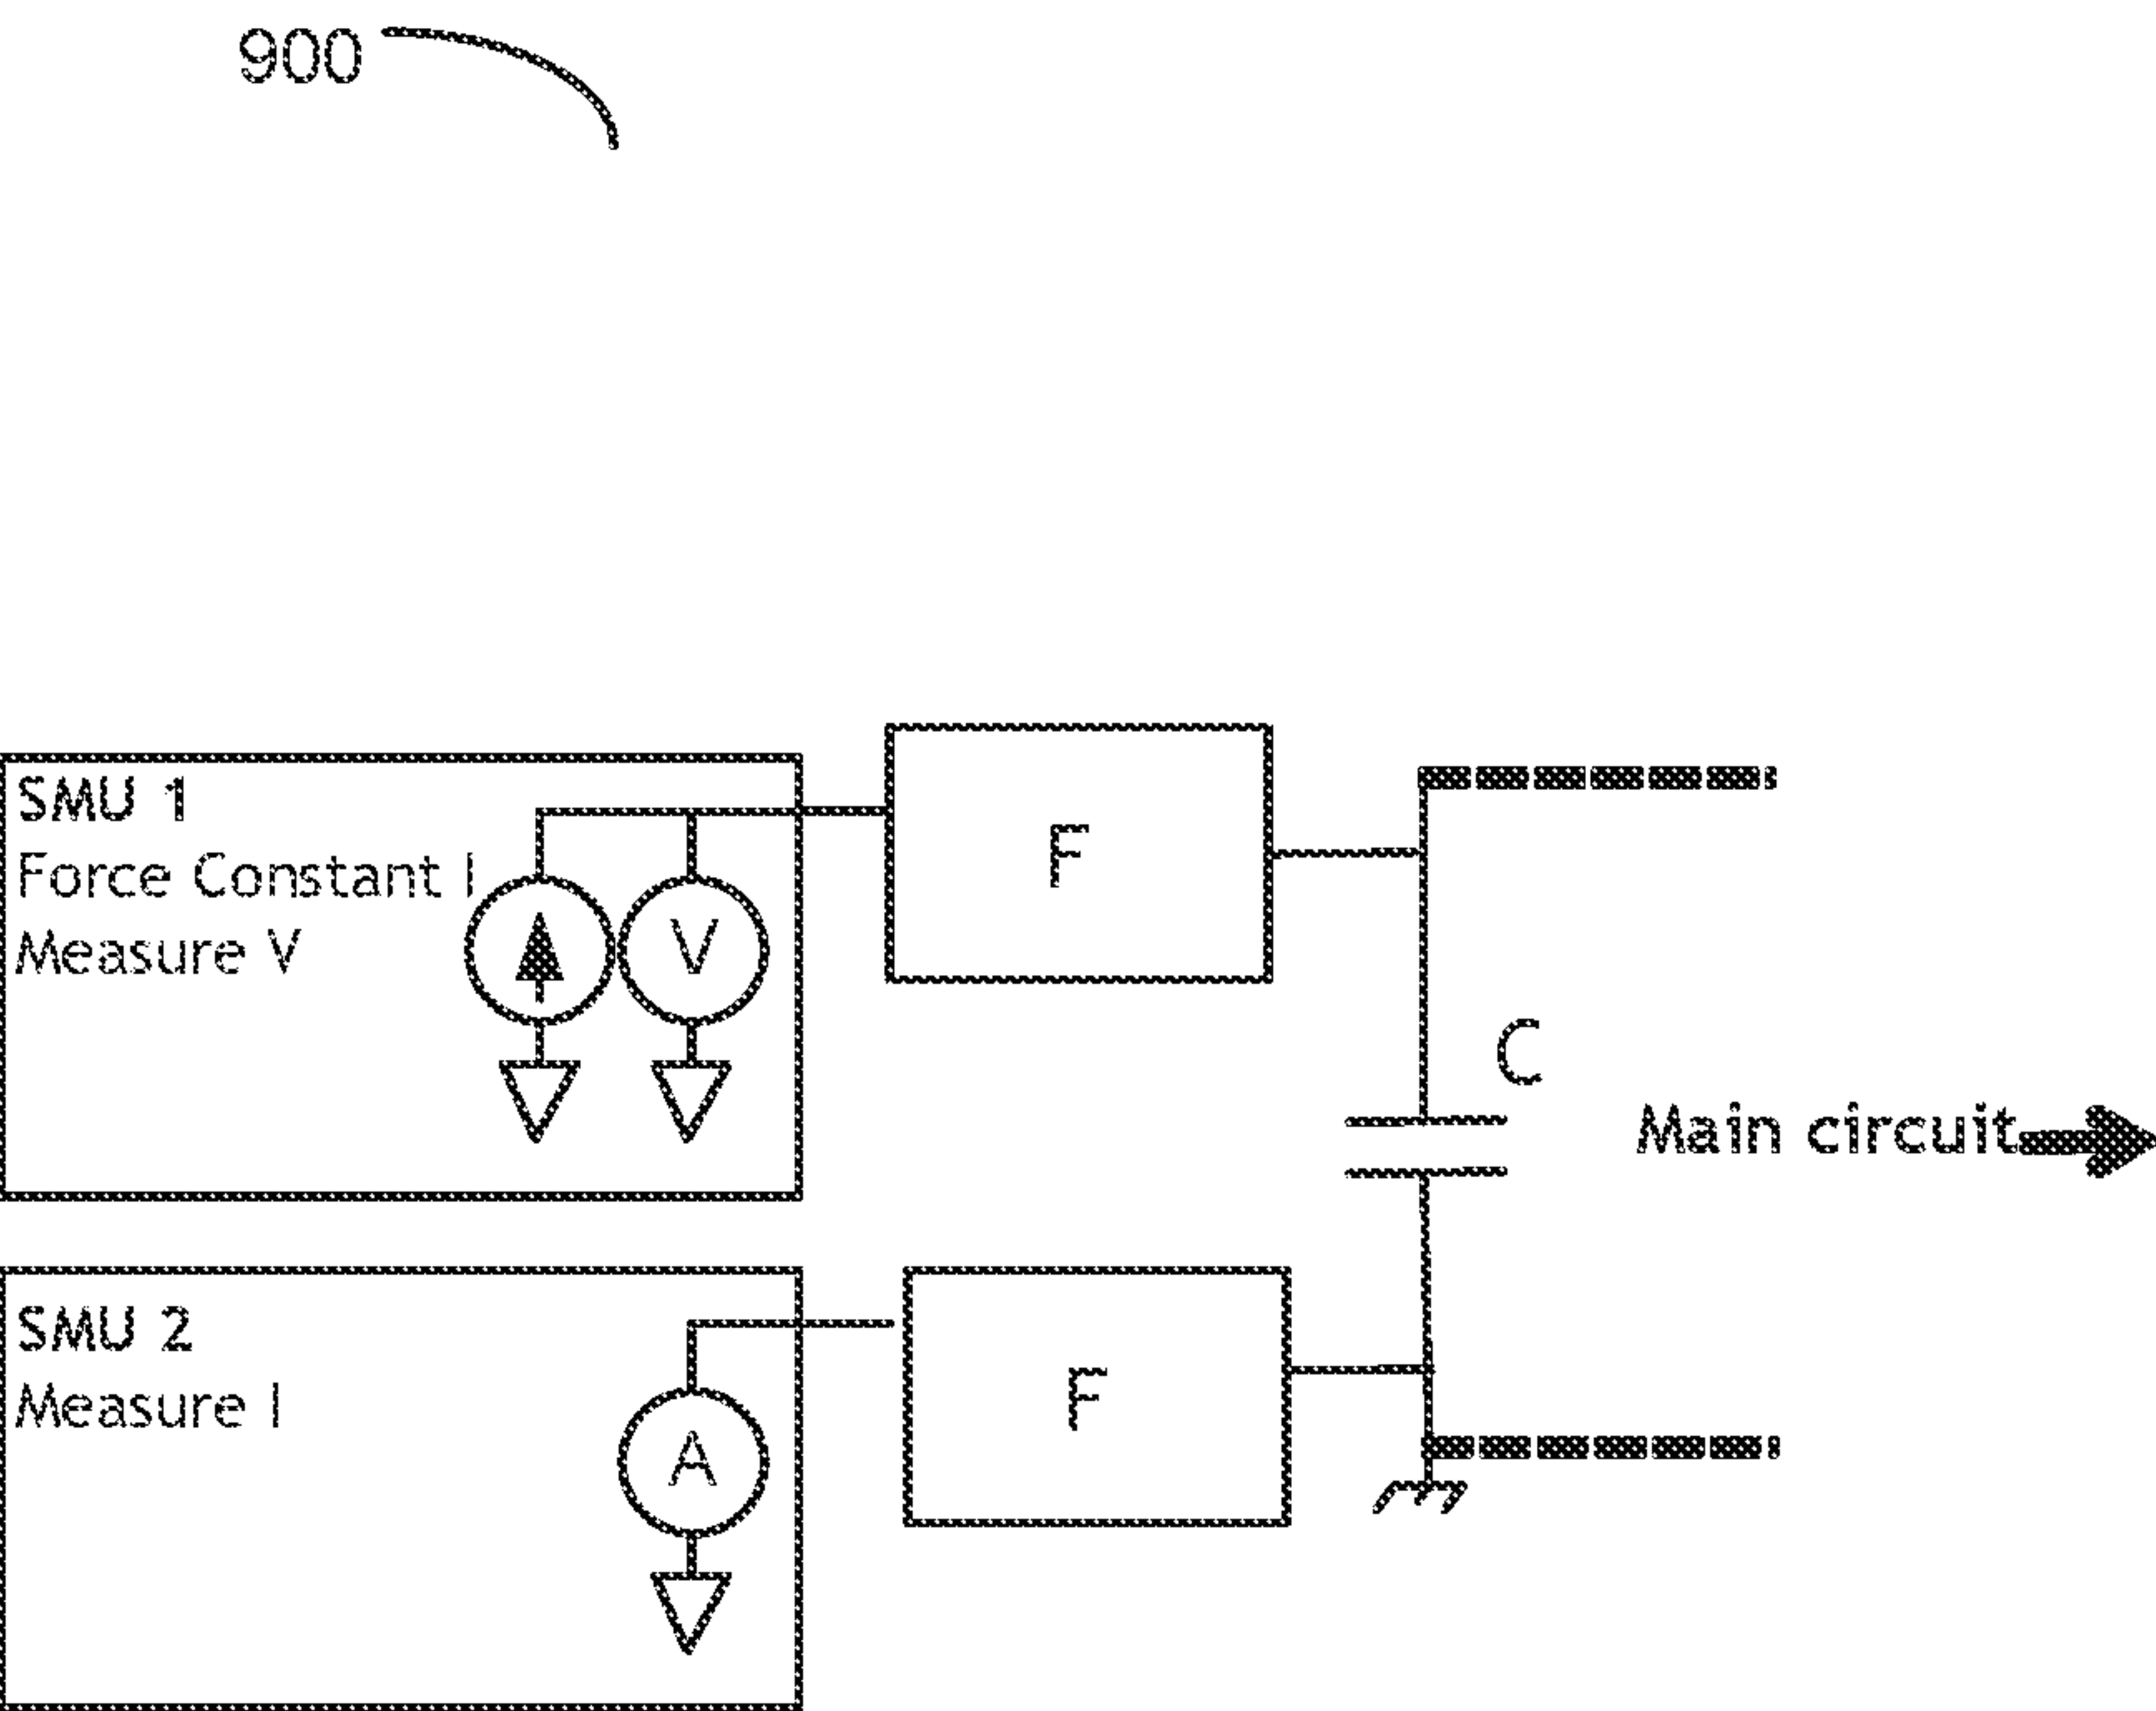 900
SMU 1
Force Constant I
Measure V
V
F
C
Main circuit
SMU 2
Measure I
A
F